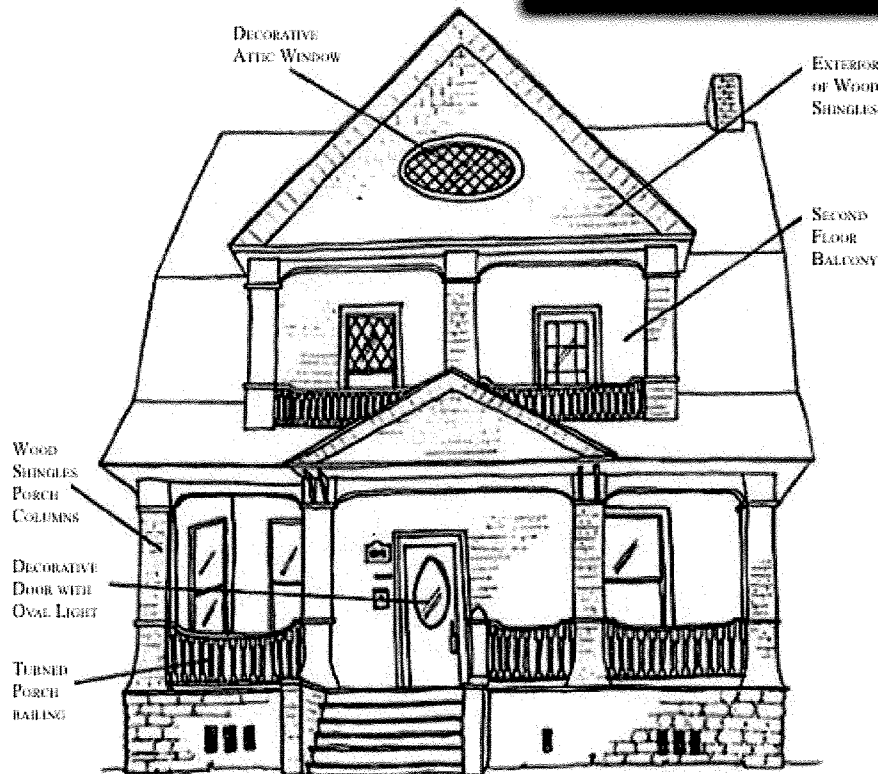 Decorative
Attic Window
Exterior
of Wood
Shingles
Second
Floor
Balcony
Wood
Shingles
Porch
Columns
Decorative
Door with
Oval Light
Turned
Porch
railing